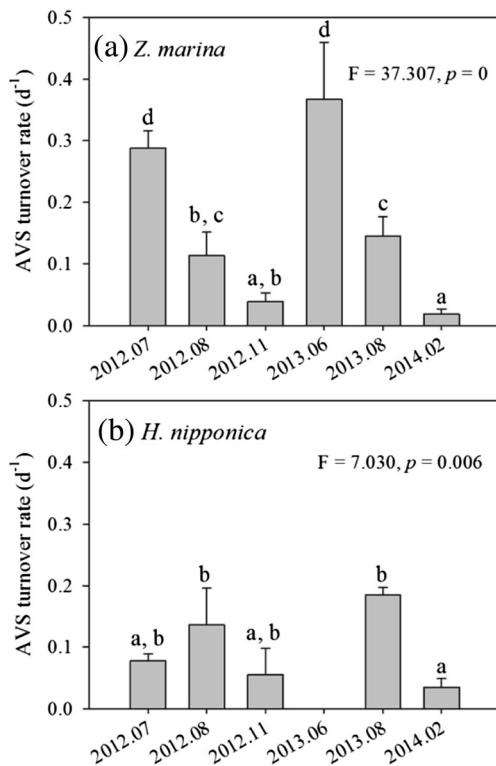 (a) Z. marina
F = 37.307, p = 0
AVS turnover rate (d⁻¹)
0.5
0.4
0.3
0.2
0.1
0.0
d
b, c
a, b
d
c
a
2012.07
2012.08
2012.11
2013.06
2013.08
2014.02
(b) H. nipponica
F = 7.030, p = 0.006
AVS turnover rate (d⁻¹)
0.5
0.4
0.3
0.2
0.1
0.0
a, b
b
a, b
b
a
2012.07
2012.08
2012.11
2013.06
2013.08
2014.02